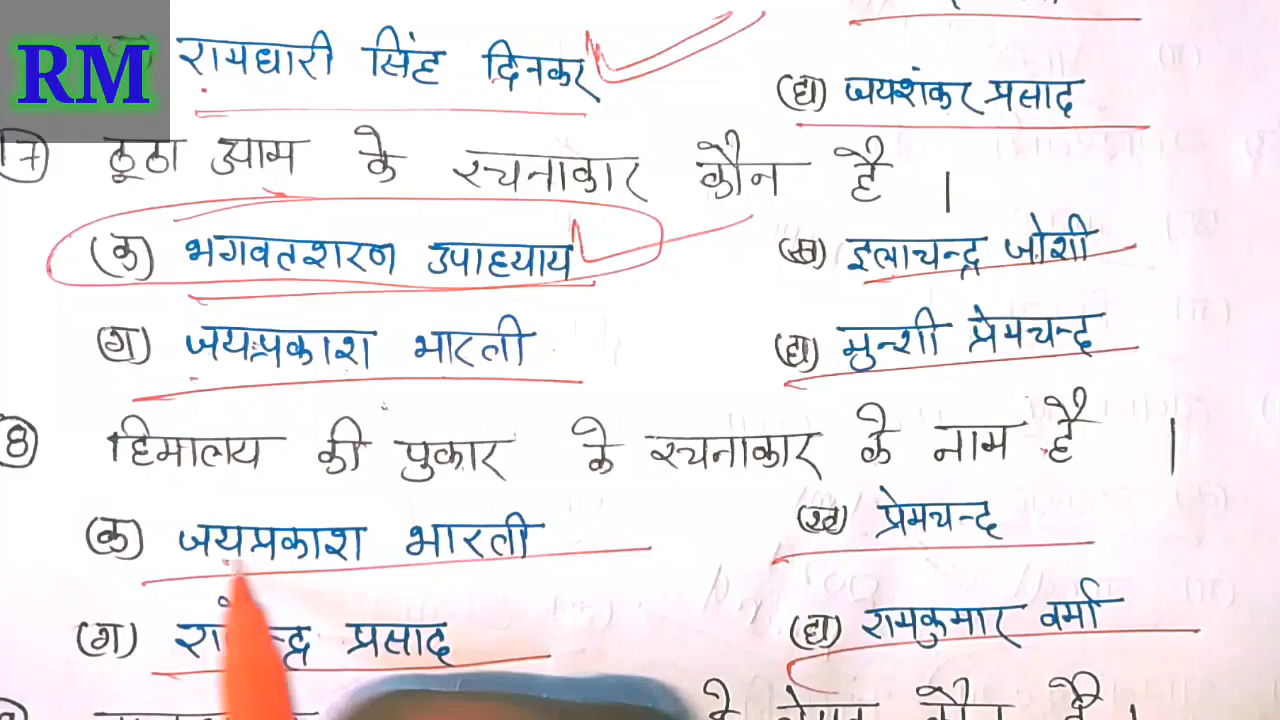 RM
रामधारी सिंह दिनकर
(घ) जयशंकर प्रसाद
17 ठूठा आम के रचनाकार कौन है ।
(क) भगवतशरण उपाध्याय (ख) इलाचन्द्र जोशी
(ग) जयप्रकाश भारती (घ) मुन्शी प्रेमचन्द
8 हिमालय की पुकार के रचनाकार के नाम है ।
(क) जयप्रकाश भारती (ख) प्रेमचन्द
(ग) प्रसाद (घ) रामकुमार वर्मा
कौन है ।